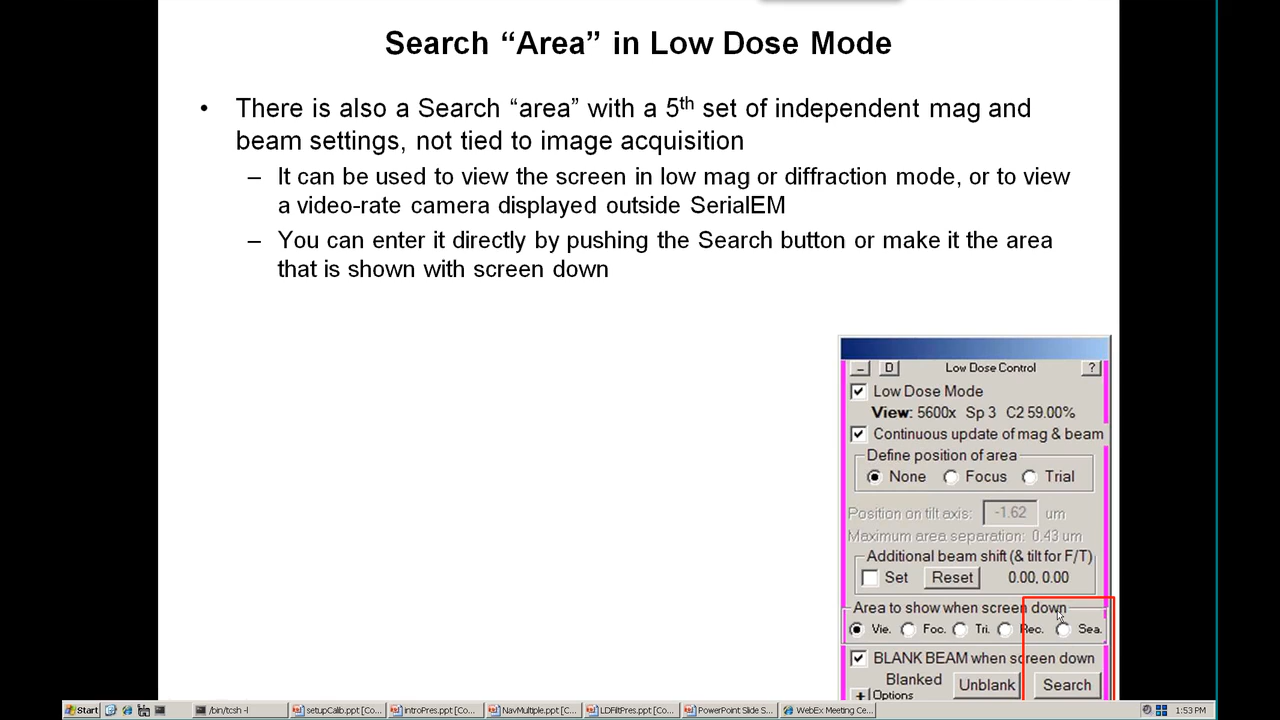 Search “Area” in Low Dose Mode
• There is also a Search “area” with a 5th set of independent mag and
beam settings, not tied to image acquisition
– It can be used to view the screen in low mag or diffraction mode, or to view
a video-rate camera displayed outside SerialEM
– You can enter it directly by pushing the Search button or make it the area
that is shown with screen down
– D Low Dose Control ?
Low Dose Mode
View: 5600x Sp 3 C2 59.00%
Continuous update of mag & beam
Define position of area
None Focus Trial
Position on tilt axis: -1.62 um
Maximum area separation: 0.43 um
Additional beam shift (& tilt for F/T)
Set Reset 0.00, 0.00
Area to show when screen down
Vie. Foc. Tri. Rec. Sea.
BLANK BEAM when screen down
Blanked Unblank Search
+ Options
Start /bin/tcsh -l setupCalib.ppt [Co... introPres.ppt [Co... NavMultiple.ppt [C... LDFiltPres.ppt [Co... PowerPoint Slide S... WebEx Meeting Ce... 1:53 PM